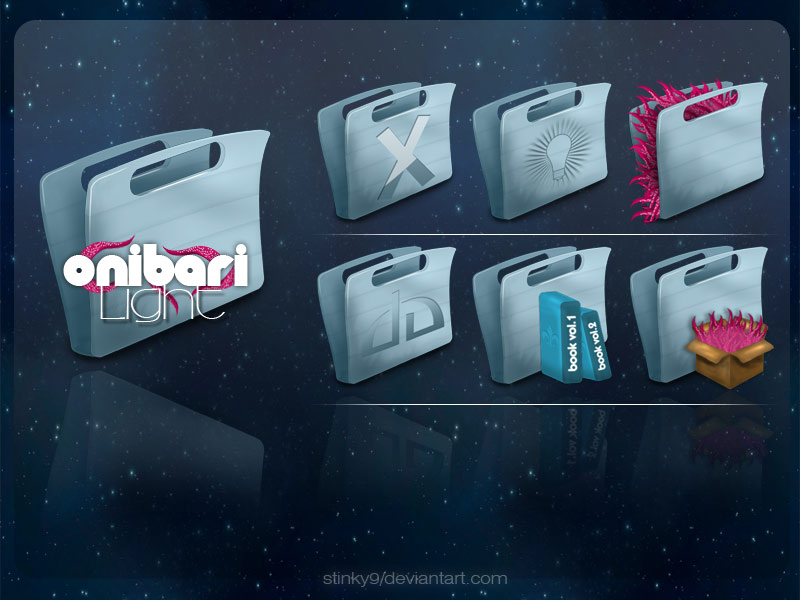 onibari
Light
X
book vol.1
book vol.2
stinky9/deviantart.com